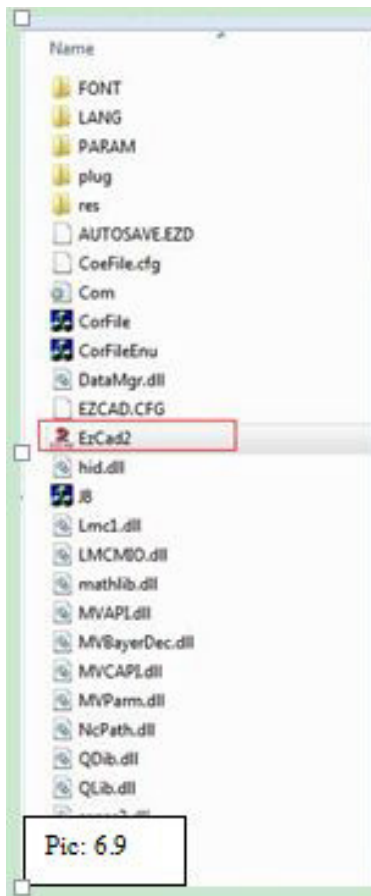 Name
FONT
LANG
PARAM
plug
res
AUTOSAVE.EZD
CoeFile.cfg
Com
CorFile
CorFileEnu
DataMgr.dll
EZCAD.CFG
EzCad2
hid.dll
J8
Lmc1.dll
LMCMIO.dll
mathlib.dll
MVAPI.dll
MVBayerDec.dll
MVCAPI.dll
MVParm.dll
NcPath.dll
QDib.dll
QLib.dll
Pic: 6.9